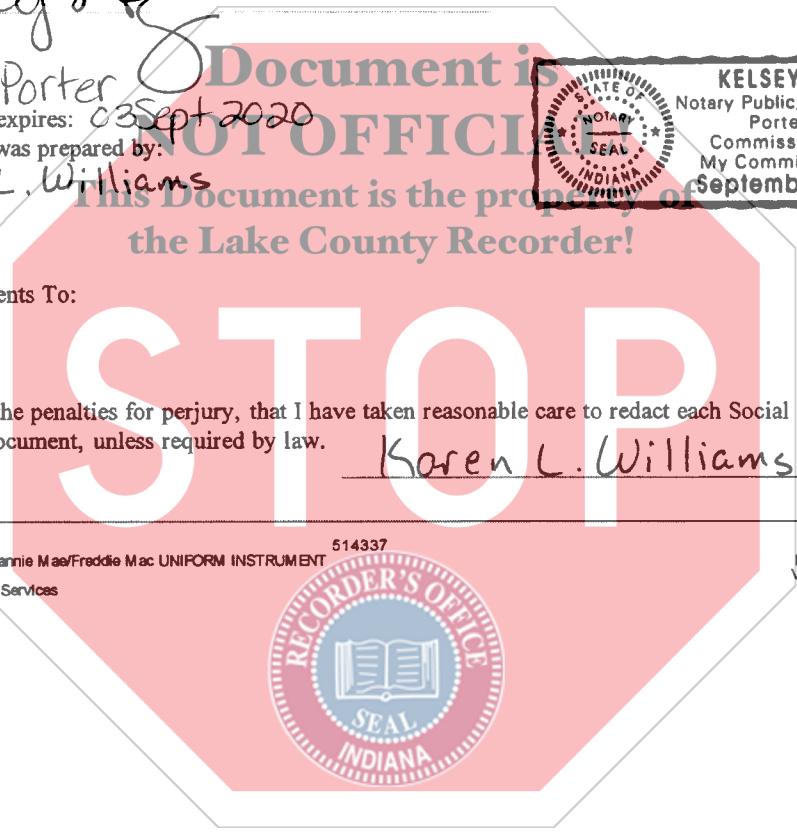 Document is
Porter
expires: 03Sept2020
NOT OFFICIAL
was prepared by:
L. Williams
This Document is the property of
the Lake County Recorder!
STATE OF
NOTARY
SEAL
INDIANA
KELSEY
Notary Public,
Porte
Commiss
My Commi
Septemb
ents To:
STOP
he penalties for perjury, that I have taken reasonable care to redact each Social
ocument, unless required by law.
Karen L. Williams
annie Mae/Freddie Mac UNIFORM INSTRUMENT 514337
Services
RECORDER'S OFFICE
SEAL
INDIANA